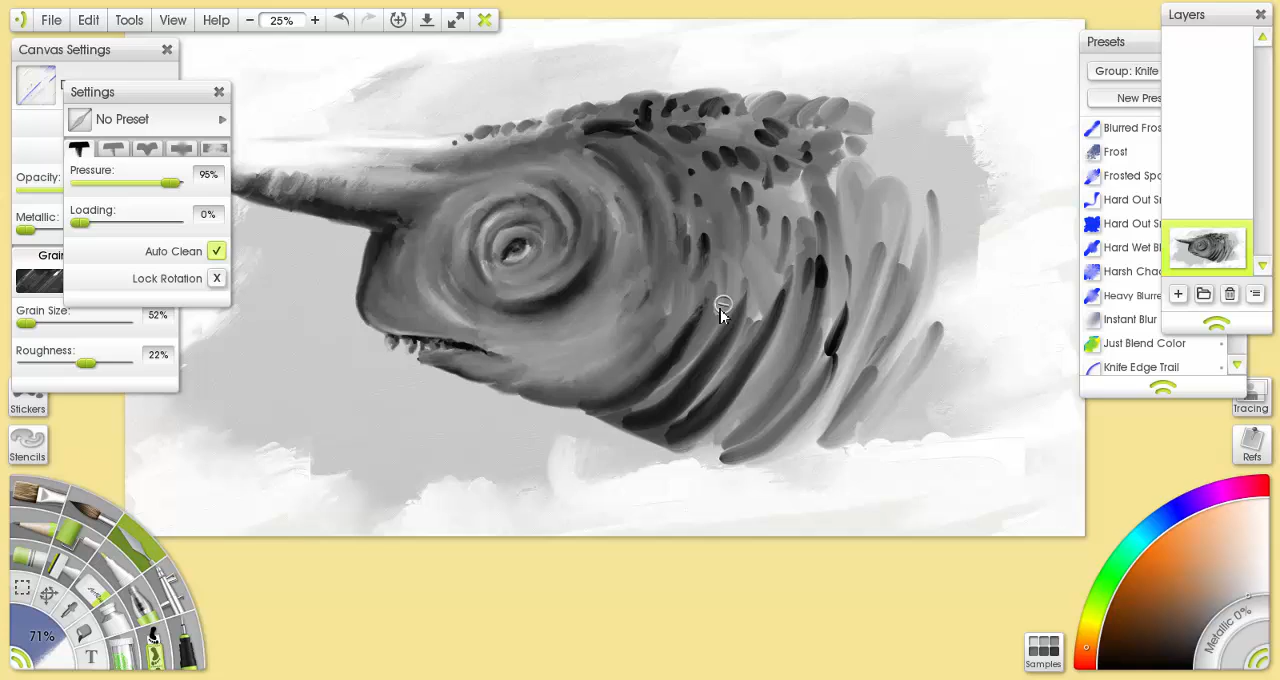 File Edit Tools View Help 25%
Canvas Settings
Settings
No Preset
Pressure: 95%
Loading: 0%
Auto Clean
Lock Rotation X
Opacity:
Metallic:
Grain Size: 52%
Roughness: 22%
Stickers
Stencils
71%
T
Layers
Presets
Group: Knife
New Pres
Blurred Fros
Frost
Frosted Spo
Hard Out Sr
Hard Out Sr
Hard Wet Bl
Harsh Chao
Heavy Blurre
Instant Blur
Just Blend Color
Knife Edge Trail
Tracing
Refs
Samples
Metallic 0%